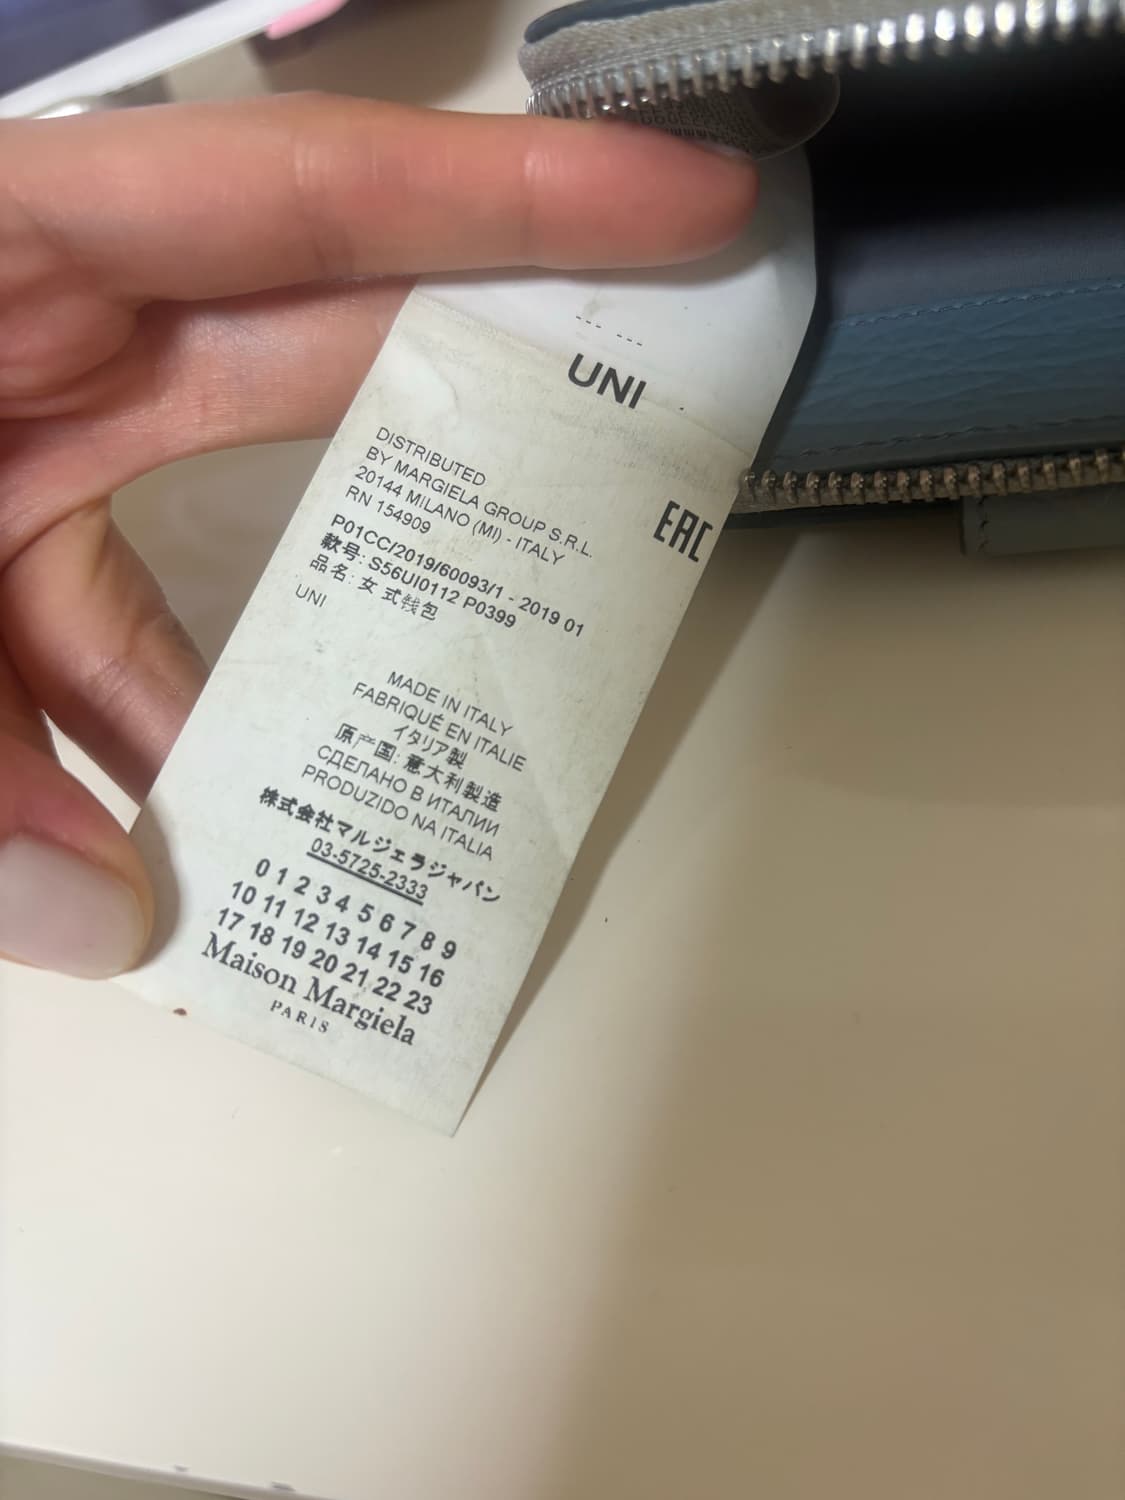 UNI
DISTRIBUTED
BY MARGIELA GROUP S.R.L.
20144 MILANO (MI) - ITALY
RN 154909
EAC
P01CC/2019/60093/1 - 2019 01
款号: S56UI0112 P0399
品名: 女 式钱包
UNI
MADE IN ITALY
FABRIQUÉ EN ITALIE
イタリア製
原产国: 意大利製造
СДЕЛАНО В ИТАЛИИ
PRODUZIDO NA ITALIA
株式会社マルジェラジャパン
03-5725-2333
0 1 2 3 4 5 6 7 8 9
10 11 12 13 14 15 16
17 18 19 20 21 22 23
Maison Margiela
PARIS